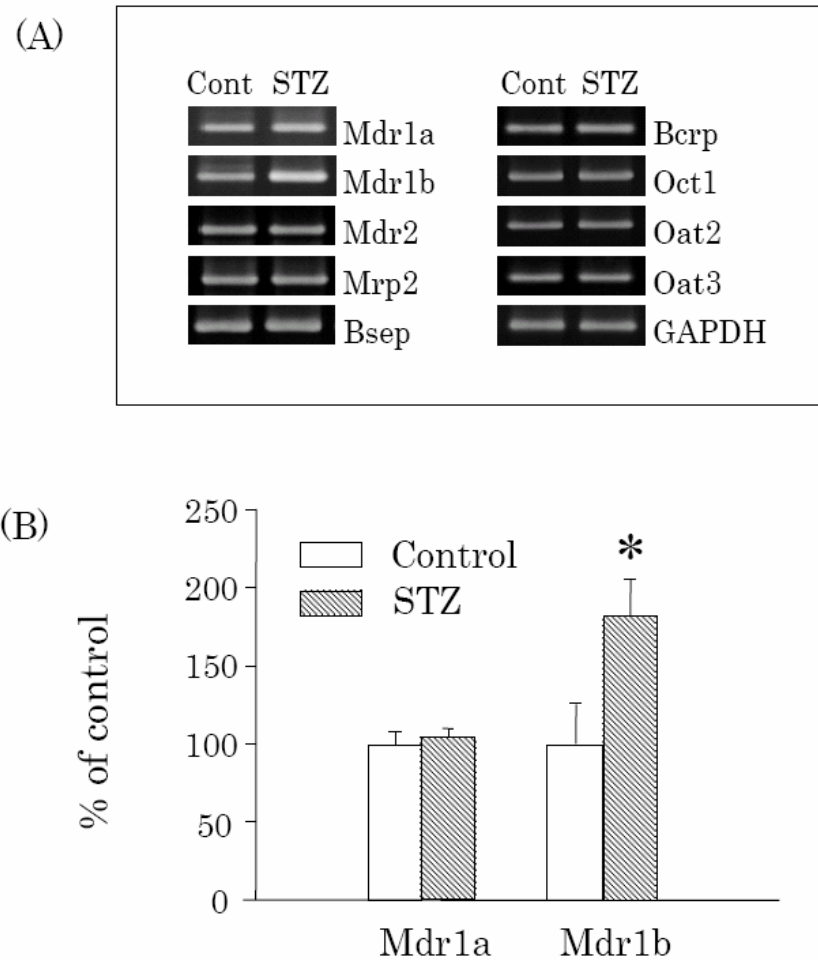 (A)
Cont STZ
Mdr1a
Mdr1b
Mdr2
Mrp2
Bsep
Cont STZ
Bcrp
Oct1
Oat2
Oat3
GAPDH
(B)
% of control
250
200
150
100
50
0
Control
STZ
*
Mdr1a Mdr1b